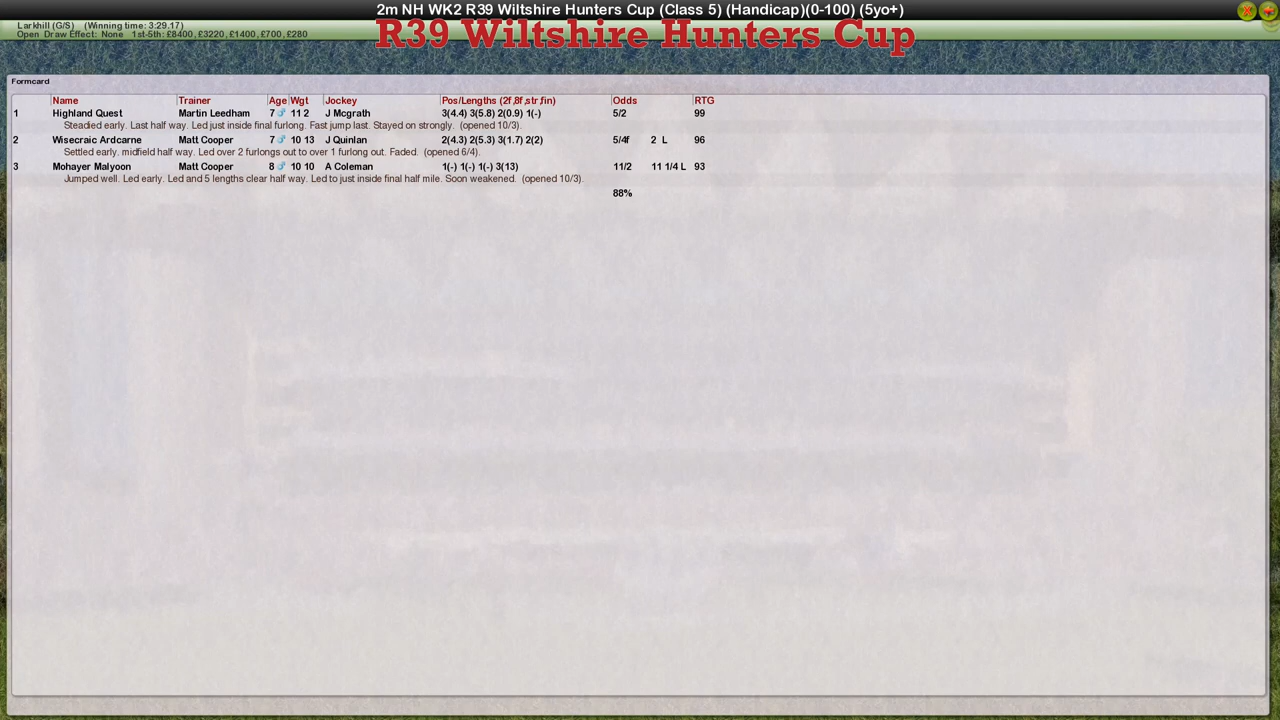 2m NH WK2 R39 Wiltshire Hunters Cup (Class 5) (Handicap)(0-100) (5yo+)
Larkhill (G/S) (Winning time: 3:29.17)
Open Draw Effect: None 1st-5th: £8400, £3220, £1400, £700, £280
R39 Wiltshire Hunters Cup
Formcard
Name Trainer Age Wgt Jockey Pos/Lengths (2f,8f,str,fin) Odds RTG
1 Highland Quest Martin Leedham 7 11 2 J Mcgrath 3(4.4) 3(5.8) 2(0.9) 1(-) 5/2 99
Steadied early. Last half way. Led just inside final furlong. Fast jump last. Stayed on strongly. (opened 10/3).
2 Wisecraic Ardcarne Matt Cooper 7 10 13 J Quinlan 2(4.3) 2(5.3) 3(1.7) 2(2) 5/4f 2 L 96
Settled early. midfield half way. Led over 2 furlongs out to over 1 furlong out. Faded. (opened 6/4).
3 Mohayer Malyoon Matt Cooper 8 10 10 A Coleman 1(-) 1(-) 1(-) 3(13) 11/2 11 1/4 L 93
Jumped well. Led early. Led and 5 lengths clear half way. Led to just inside final half mile. Soon weakened. (opened 10/3).
88%